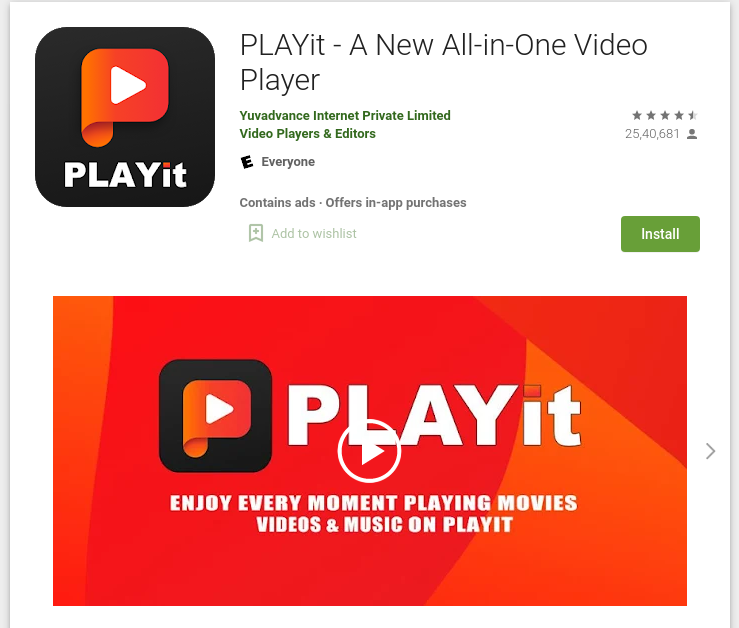 PLAYit
PLAYit - A New All-in-One Video
Player
Yuvadvance Internet Private Limited
Video Players & Editors
25,40,681
E Everyone
Contains ads · Offers in-app purchases
Add to wishlist
Install
PLAYit
ENJOY EVERY MOMENT PLAYING MOVIES
VIDEOS & MUSIC ON PLAYIT